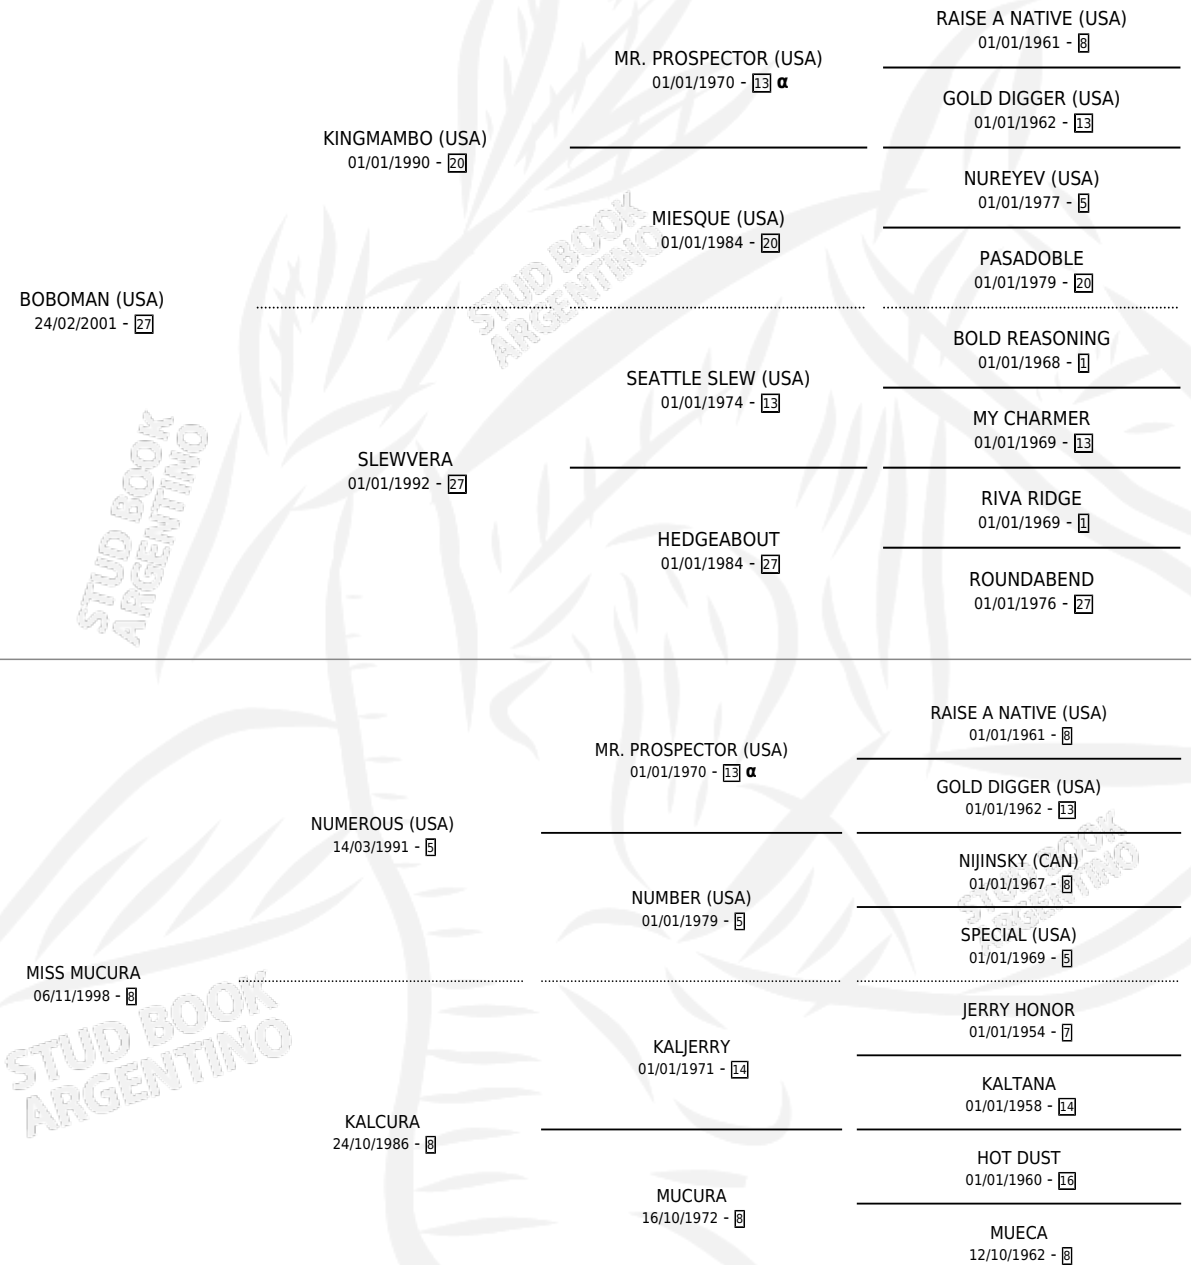 RAISE A NATIVE (USA)
01/01/1961 - 8
MR. PROSPECTOR (USA)
01/01/1970 - 13 α
GOLD DIGGER (USA)
01/01/1962 - 13
KINGMAMBO (USA)
01/01/1990 - 20
NUREYEV (USA)
01/01/1977 - 5
MIESQUE (USA)
01/01/1984 - 20
PASADOBLE
01/01/1979 - 20
BOBOMAN (USA)
24/02/2001 - 27
BOLD REASONING
01/01/1968 - 1
SEATTLE SLEW (USA)
01/01/1974 - 13
MY CHARMER
01/01/1969 - 13
SLEWVERA
01/01/1992 - 27
RIVA RIDGE
01/01/1969 - 1
HEDGEABOUT
01/01/1984 - 27
ROUNDABEND
01/01/1976 - 27
STUD BOOK
ARGENTINO
STUD BOOK
ARGENTINO
RAISE A NATIVE (USA)
01/01/1961 - 8
MR. PROSPECTOR (USA)
01/01/1970 - 13 α
GOLD DIGGER (USA)
01/01/1962 - 13
NUMEROUS (USA)
14/03/1991 - 5
NIJINSKY (CAN)
01/01/1967 - 8
NUMBER (USA)
01/01/1979 - 5
SPECIAL (USA)
01/01/1969 - 5
MISS MUCURA
06/11/1998 - 8
JERRY HONOR
01/01/1954 - 7
KALJERRY
01/01/1971 - 14
KALTANA
01/01/1958 - 14
KALCURA
24/10/1986 - 8
HOT DUST
01/01/1960 - 16
MUCURA
16/10/1972 - 8
MUECA
12/10/1962 - 8
STUD BOOK
ARGENTINO
STUD BOOK
ARGENTINO